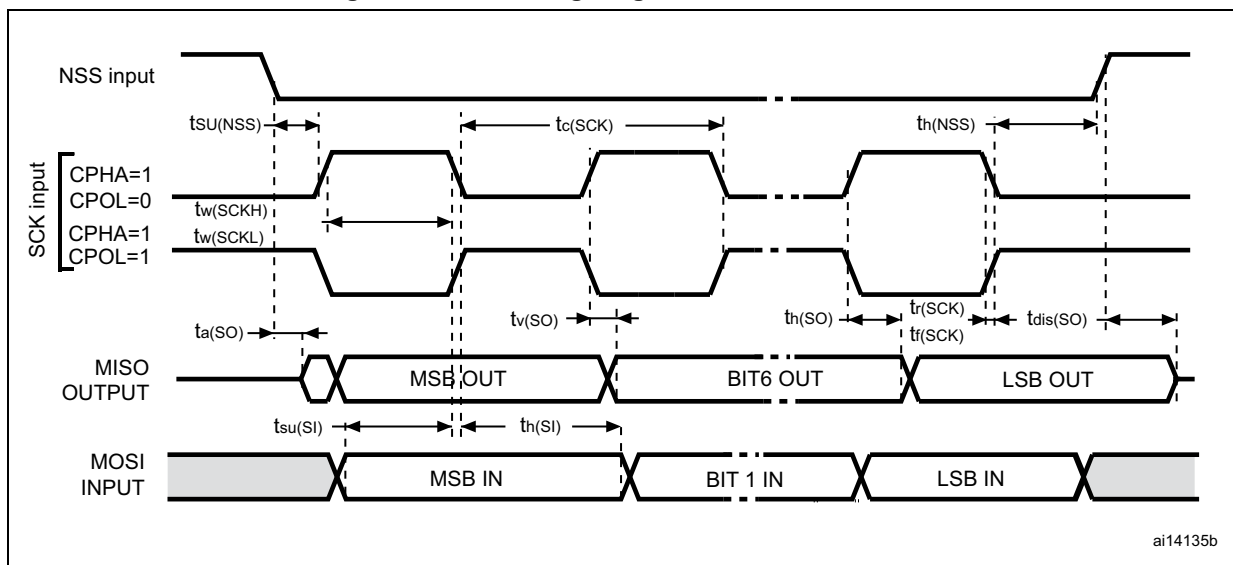 NSS input
tSU(NSS)
tc(SCK)
th(NSS)
SCK input
CPHA=1
CPOL=0
tw(SCKH)
CPHA=1
tw(SCKL)
CPOL=1
ta(SO)
tv(SO)
th(SO)
tr(SCK)
tf(SCK)
tdis(SO)
MISO
OUTPUT
MSB OUT
BIT6 OUT
LSB OUT
tsu(SI)
th(SI)
MOSI
INPUT
MSB IN
BIT 1 IN
LSB IN
ai14135b